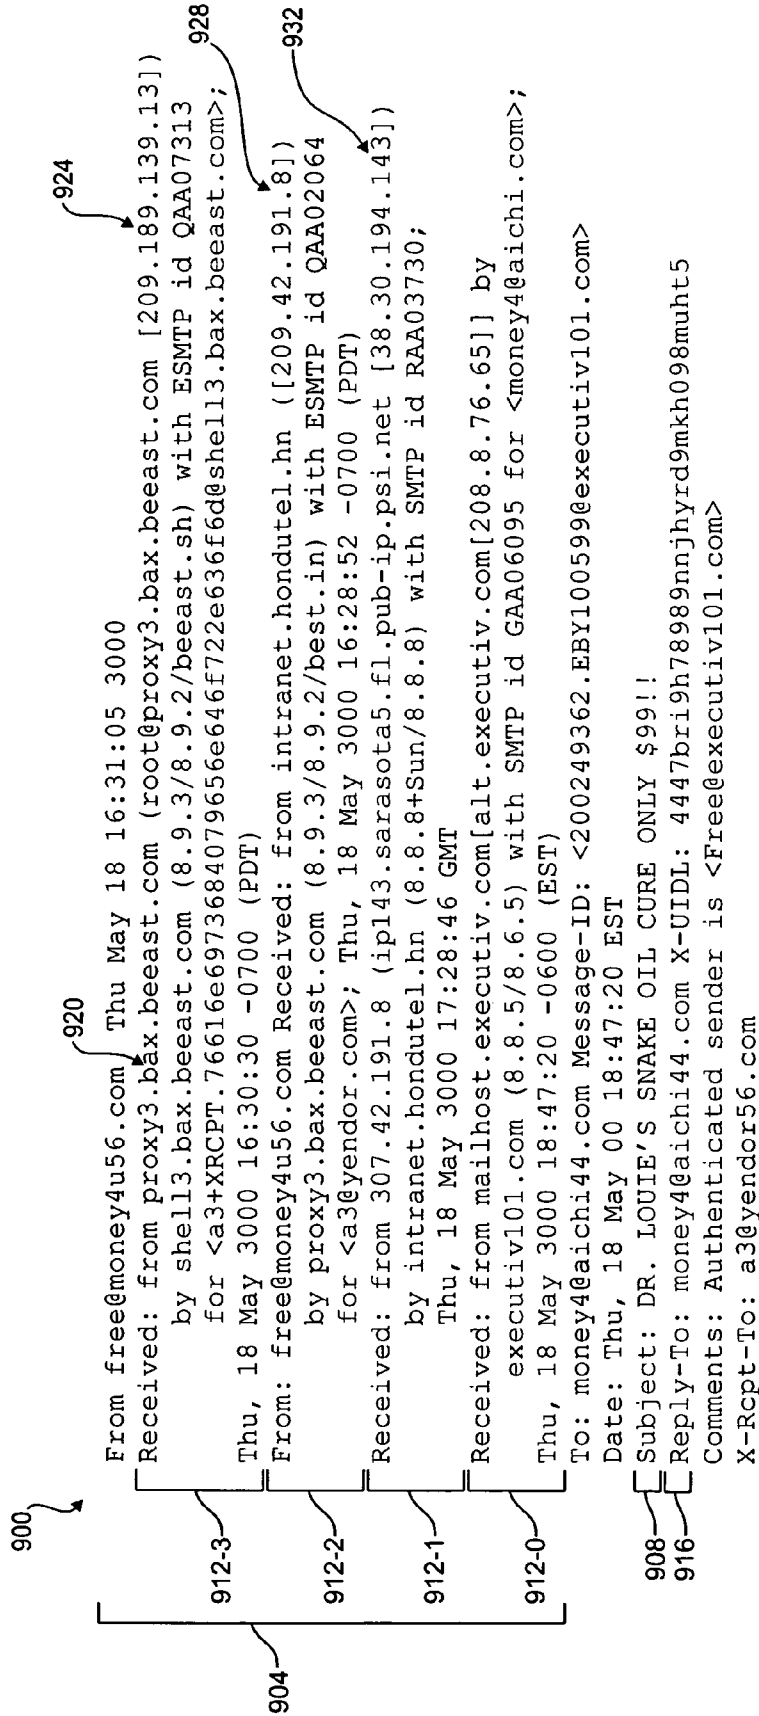 900
From free@money4u56.com  Thu May 18 16:31:05 3000
920
924
Received: from proxy3.bax.beeast.com (root@proxy3.bax.beeast.com [209.189.139.13])
by shell3.bax.beeast.com (8.9.3/8.9.2/beeast.sh) with ESMTP id QAA07313
for <a3+XRCPT.76616e6973684079656e646f722e636f6d@shell3.bax.beeast.com>;
Thu, 18 May 3000 16:30:30 -0700 (PDT)
912-3
928
From: free@money4u56.com Received: from intranet.hondutel.hn ([209.42.191.8])
by proxy3.bax.beeast.com (8.9.3/8.9.2/best.in) with ESMTP id QAA02064
for <a3@yendor.com>; Thu, 18 May 3000 16:28:52 -0700 (PDT)
912-2
932
Received: from 307.42.191.8 (ip143.sarasota5.fl.pub-ip.psi.net [38.30.194.143])
by intranet.hondutel.hn (8.8.8+Sun/8.8.8) with SMTP id RAA03730;
Thu, 18 May 3000 17:28:46 GMT
912-1
Received: from mailhost.executiv.com[alt.executiv.com[208.8.76.65]] by
executiv101.com (8.8.5/8.6.5) with SMTP id GAA06095 for <money4@aichi.com>;
Thu, 18 May 3000 18:47:20 -0600 (EST)
912-0
904
To: money4@aichi44.com Message-ID: <200249362.EBY100599@executiv101.com>
Date: Thu, 18 May 00 18:47:20 EST
908
Subject: DR. LOUIE'S SNAKE OIL CURE ONLY $99!!
916
Reply-To: money4@aichi44.com X-UIDL: 4447bri9h78989nnjhyrd9mkh098muht5
Comments: Authenticated sender is <Free@executiv101.com>
X-Rcpt-To: a3@yendor56.com